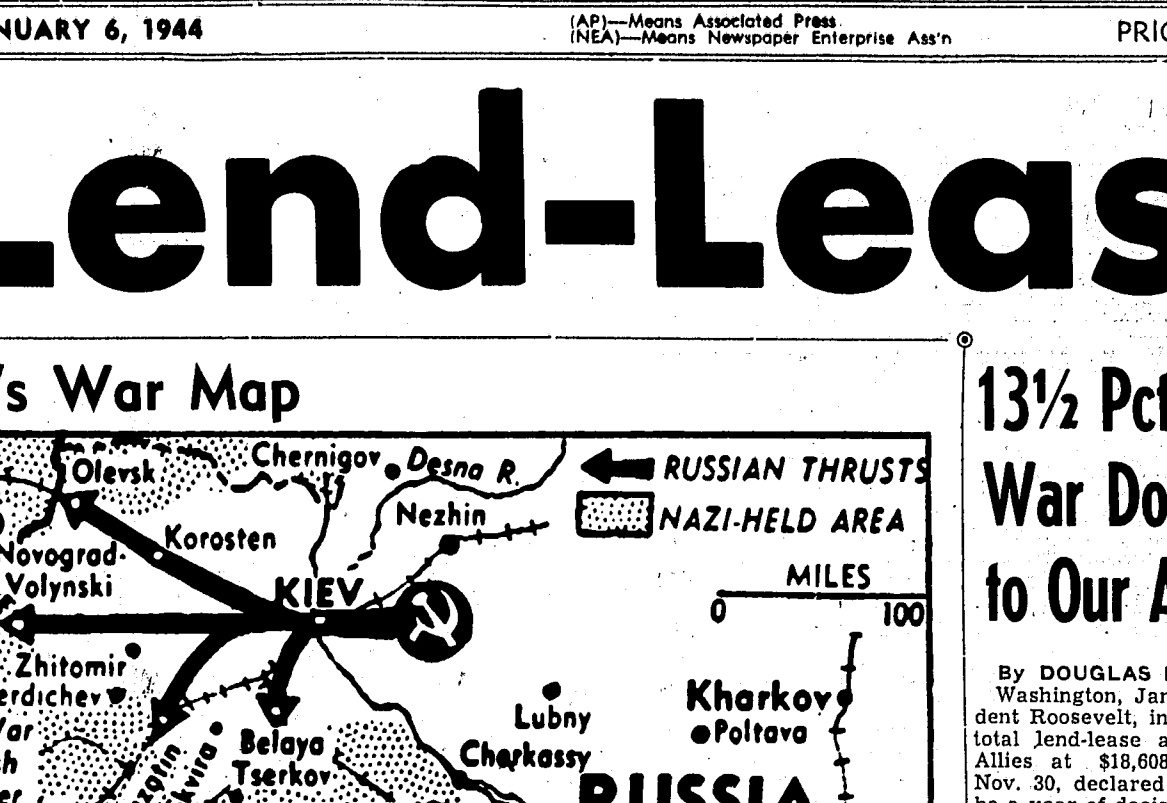 NUARY 6, 1944
(AP)—Means Associated Press.
(NEA)—Means Newspaper Enterprise Ass'n
PRIC
Lend-Leas
's War Map
Olevsk
Chernigov
Desna R.
RUSSIAN THRUSTS
Nezhin
NAZI-HELD AREA
Korosten
Novograd-
Volynski
KIEV
MILES
0 100
Zhitomir
erdichev
Kharkov
Poltava
Lubny
Cherkassy
Belaya
Tserkov
RUSSIA
13½ Pct
War Do
to Our A
By DOUGLAS
Washington, Jan
dent Roosevelt, in
total lend-lease a
Allies at $18,608
Nov. 30, declared